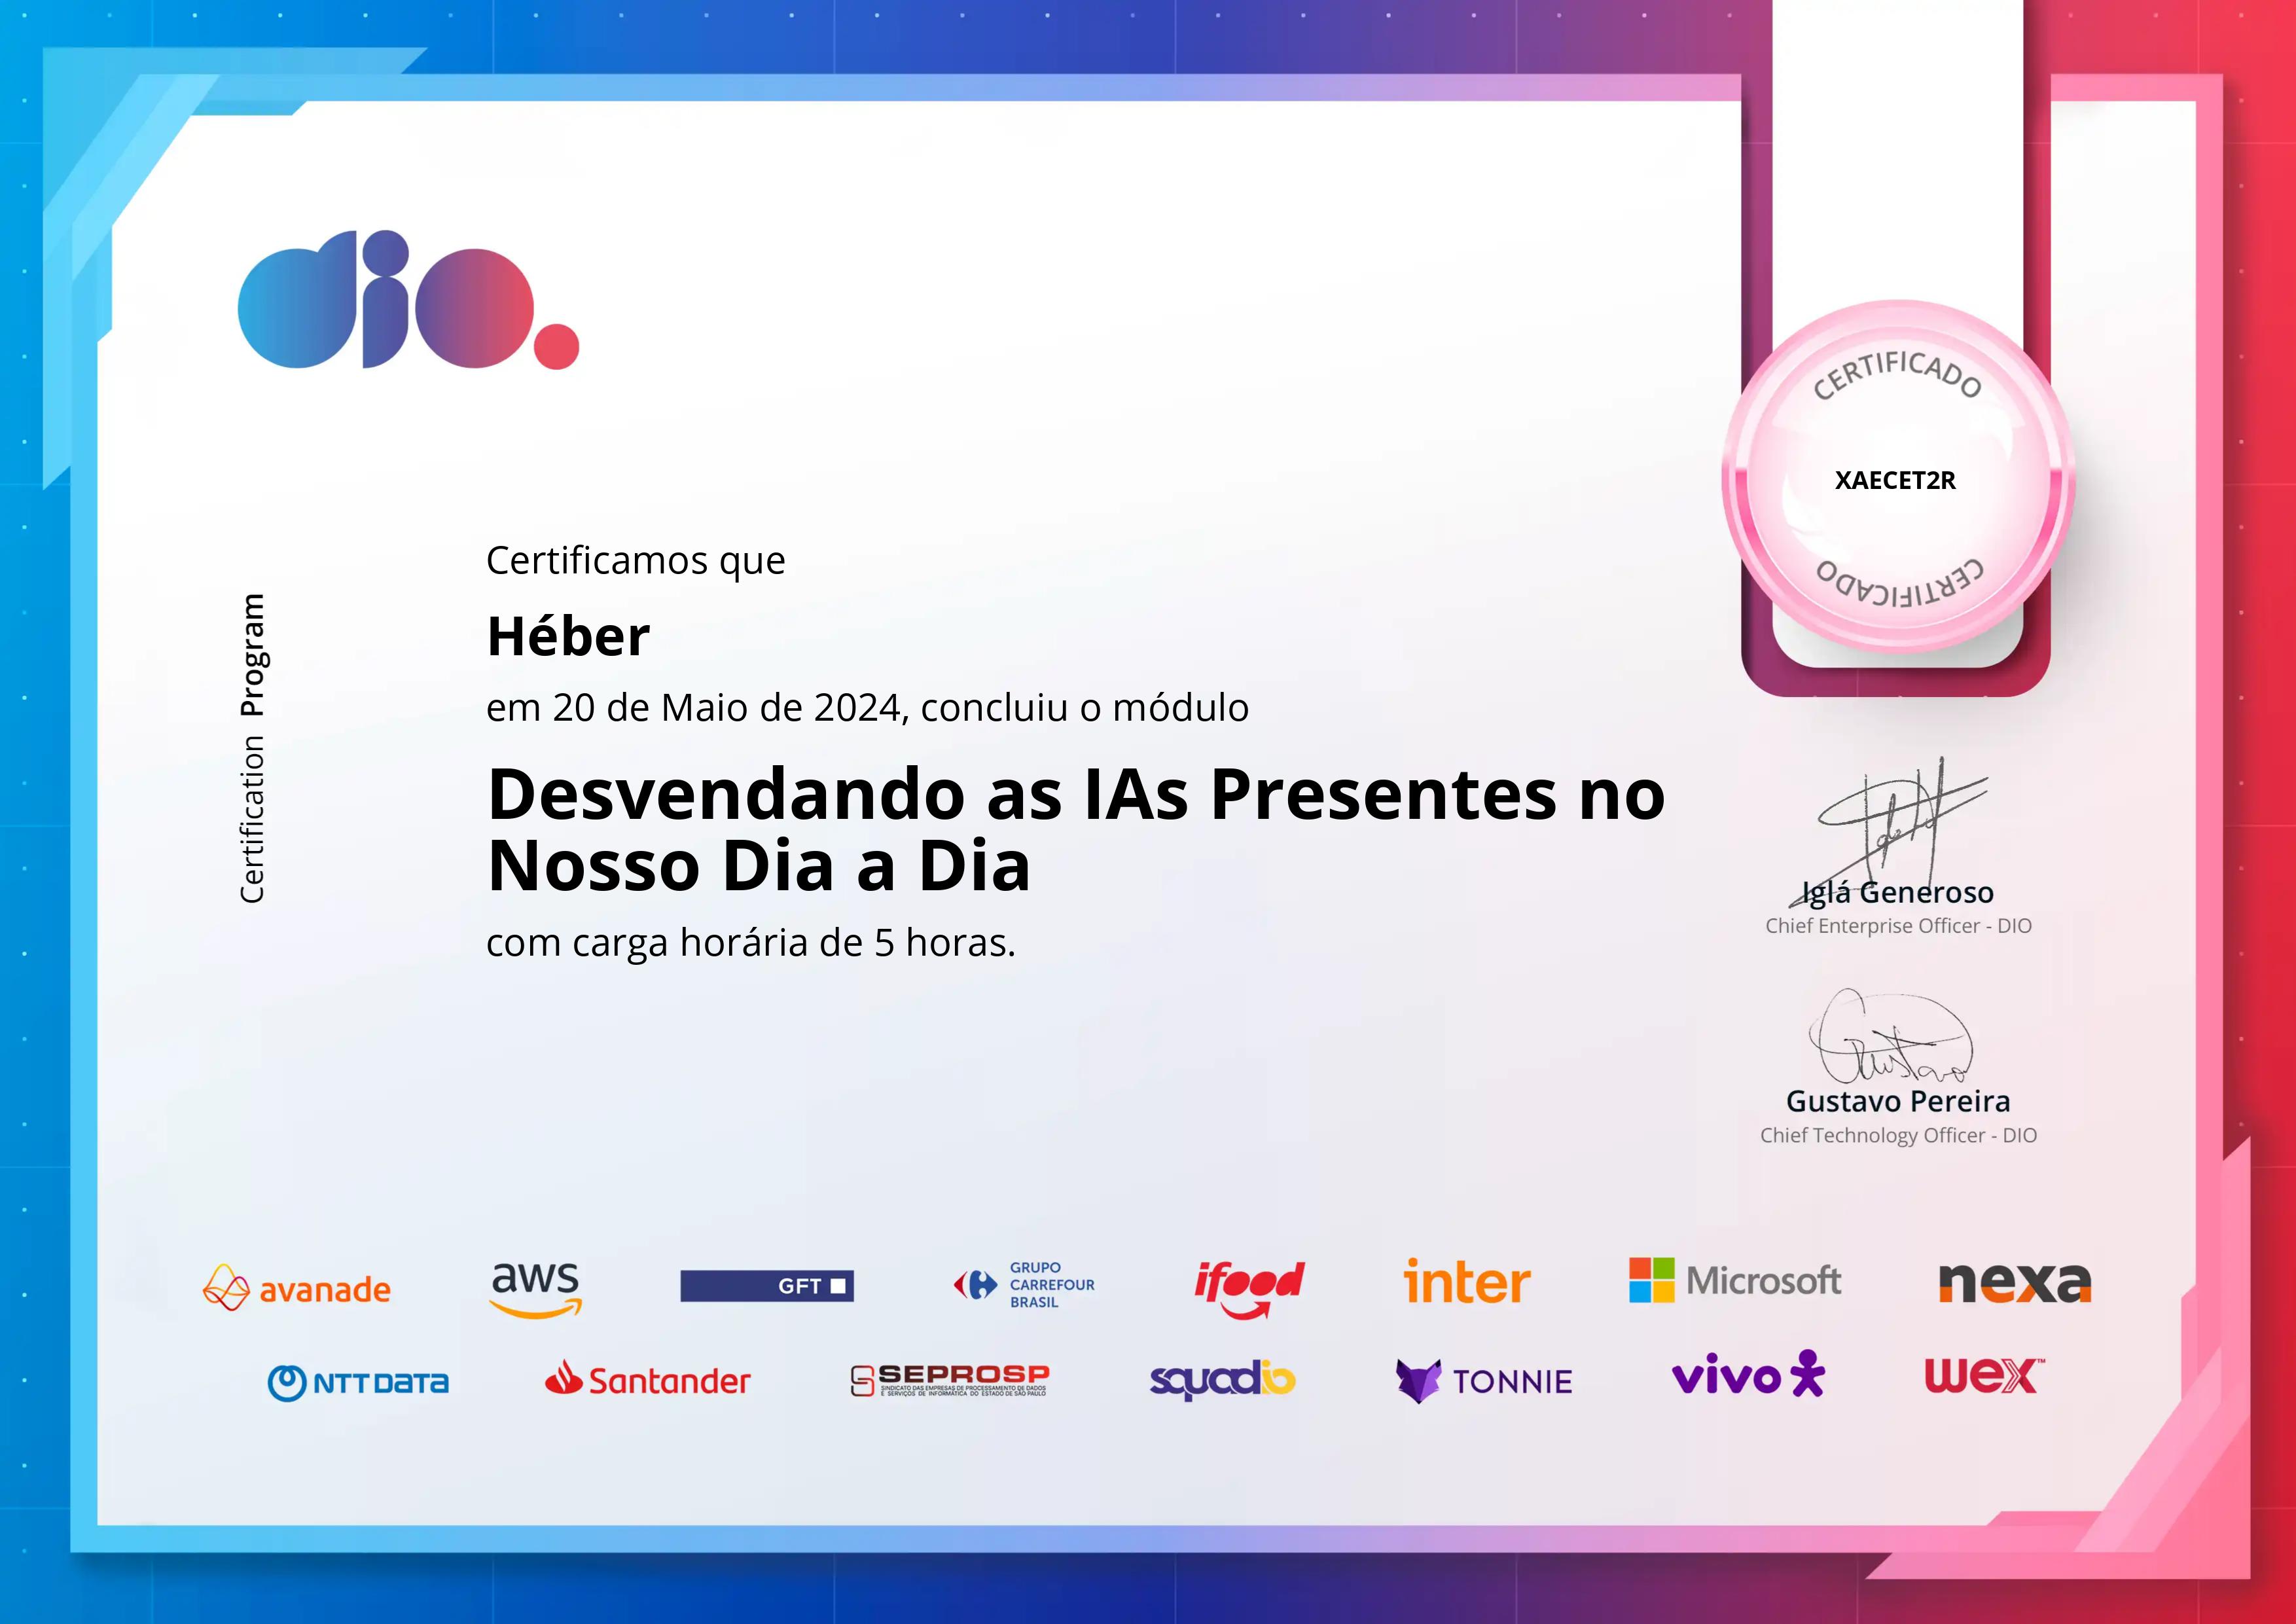 dio.
CERTIFICADO
XAECET2R
CERTIFICADO
Certification Program
Certificamos que
Héber
em 20 de Maio de 2024, concluiu o módulo
Desvendando as IAs Presentes no
Nosso Dia a Dia
com carga horária de 5 horas.
Iglá Generoso
Chief Enterprise Officer - DIO
Gustavo
Gustavo Pereira
Chief Technology Officer - DIO
avanade
aws
GFT
GRUPO
CARREFOUR
BRASIL
ifood
inter
Microsoft
nexa
NTT DATA
Santander
SEPROSP
SINDICATO DAS EMPRESAS DE PROCESSAMENTO DE DADOS
E SERVIÇOS DE INFORMÁTICA DO ESTADO DE SÃO PAULO
squadio
TONNIE
vivo
wex™